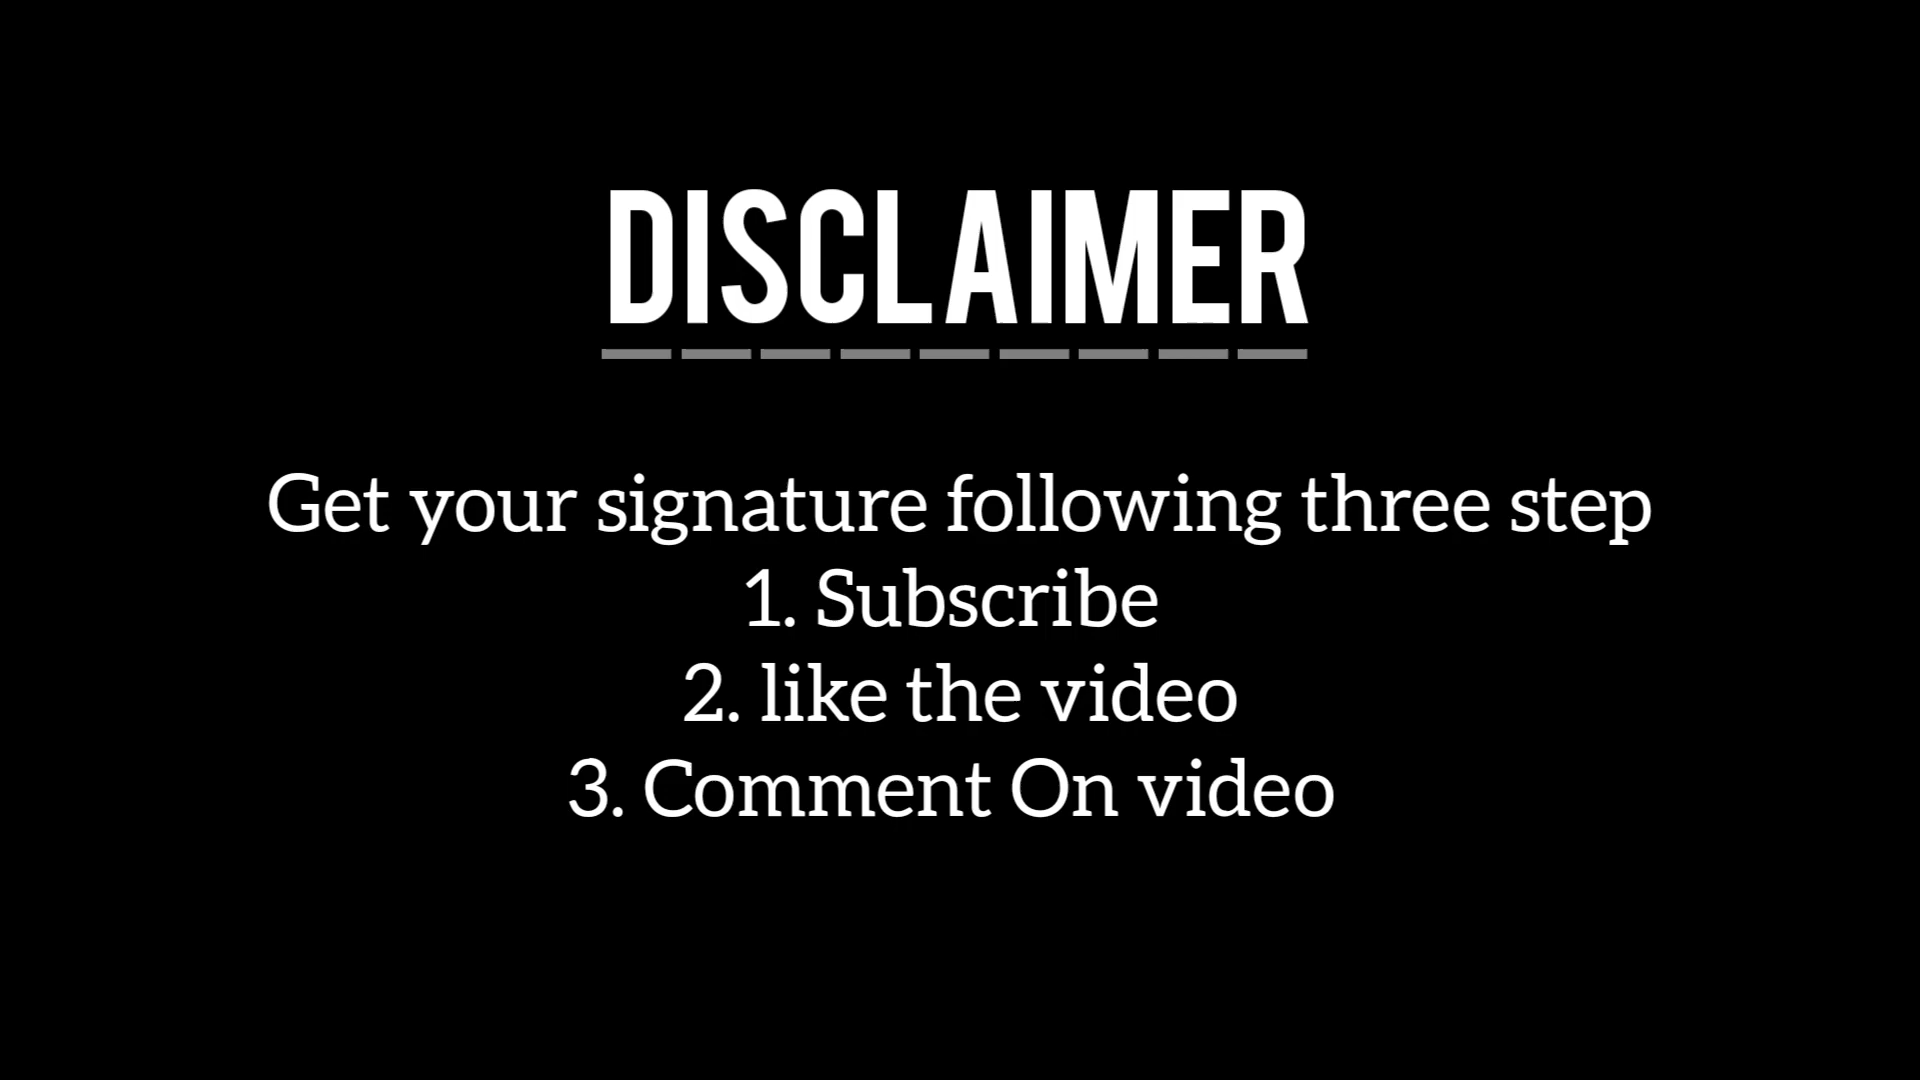 DISCLAIMER
Get your signature following three step
1. Subscribe
2. like the video
3. Comment On video